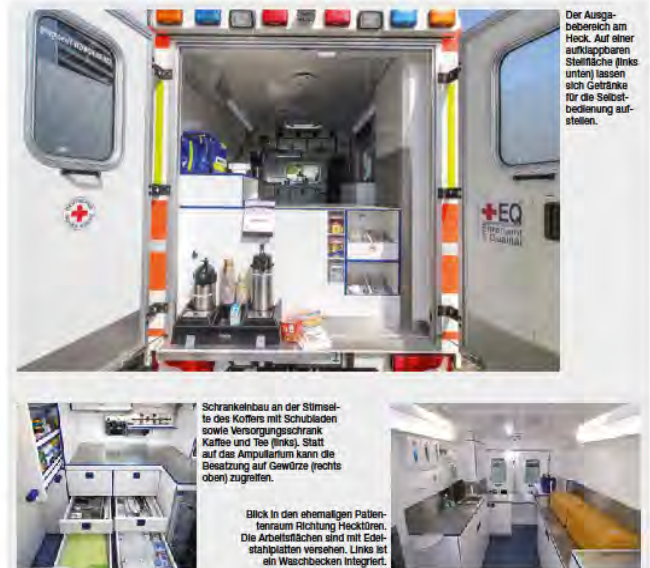 Der Ausga-
bebereich am
Heck. Auf einer
aufklappbaren
Stellfläche (links
unten) lassen
sich Getränke
für die Selbst-
bedienung auf-
stellen.
EQ
Ehrenamt
& Qualität
Schrankeinbau an der Stirnsei-
te des Koffers mit Schubladen
sowie Versorgungsschrank
Kaffee und Tee (links). Statt
auf das Ampullarium kann die
Besatzung auf Gewürze (rechts
oben) zugreifen.
Blick in den ehemaligen Patien-
tenraum Richtung Hecktüren.
Die Arbeitsflächen sind mit Edel-
stahlplatten versehen. Links ist
ein Waschbecken integriert.